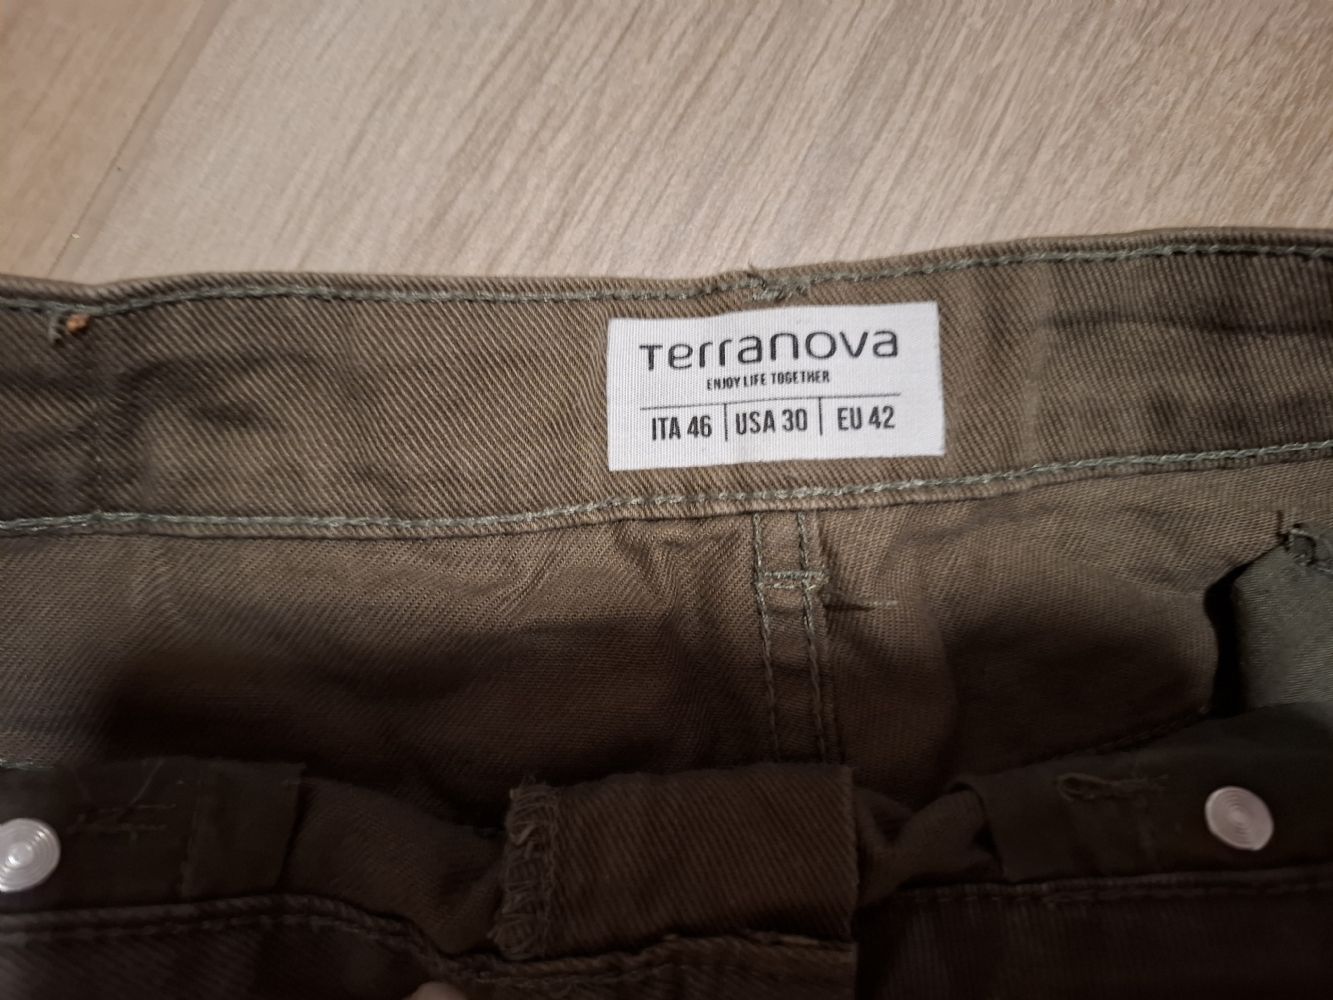 Terranova
ENJOY LIFE TOGETHER
ITA 46 | USA 30 | EU 42